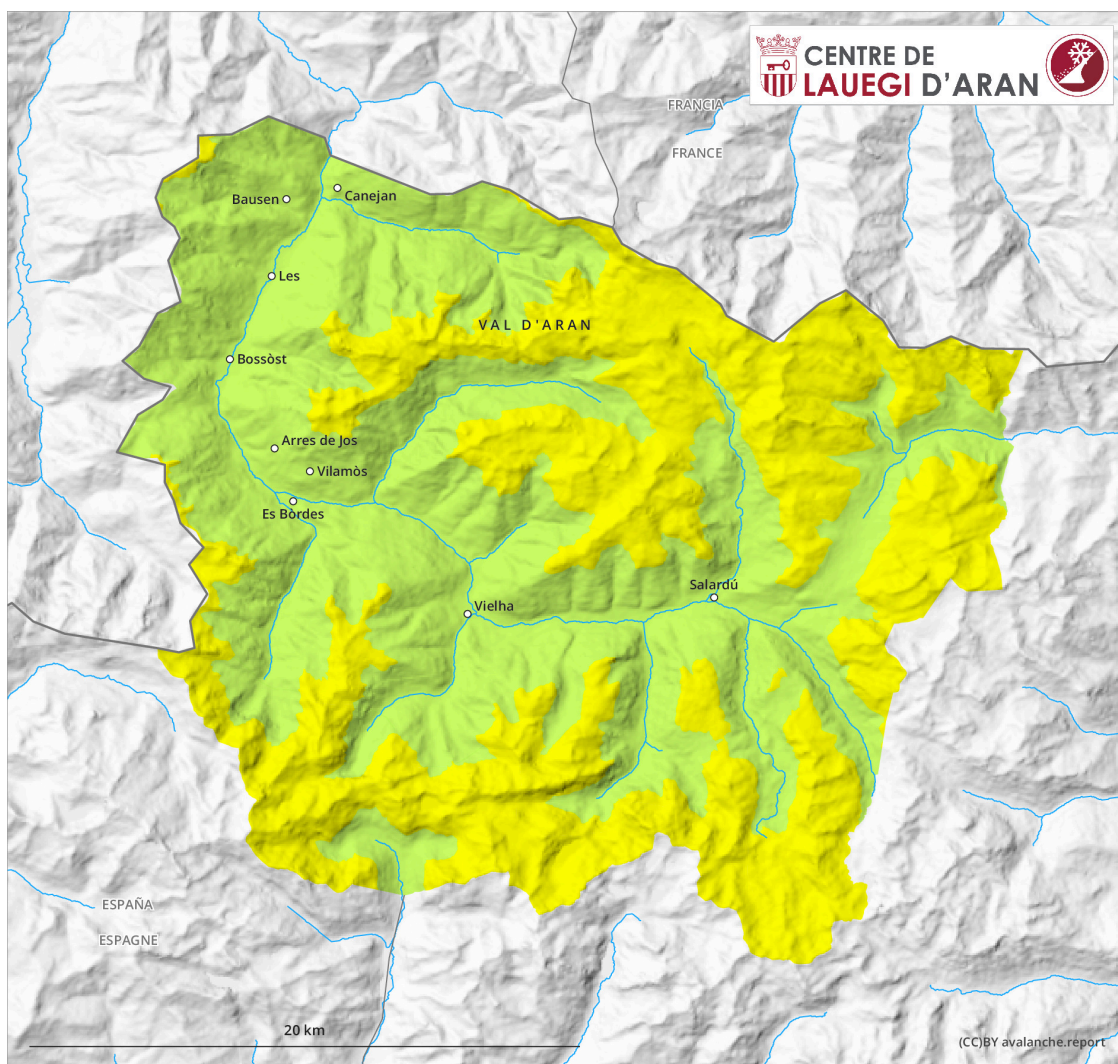 CENTRE DE
LAUEGI D'ARAN
FRANCIA
FRANCE
Bausen
Canejan
Les
VAL D'ARAN
Bossòst
Arres de Jos
Vilamòs
Es Bòrdes
Salardú
Vielha
ESPAÑA
ESPAGNE
20 km
(CC)BY avalanche.report